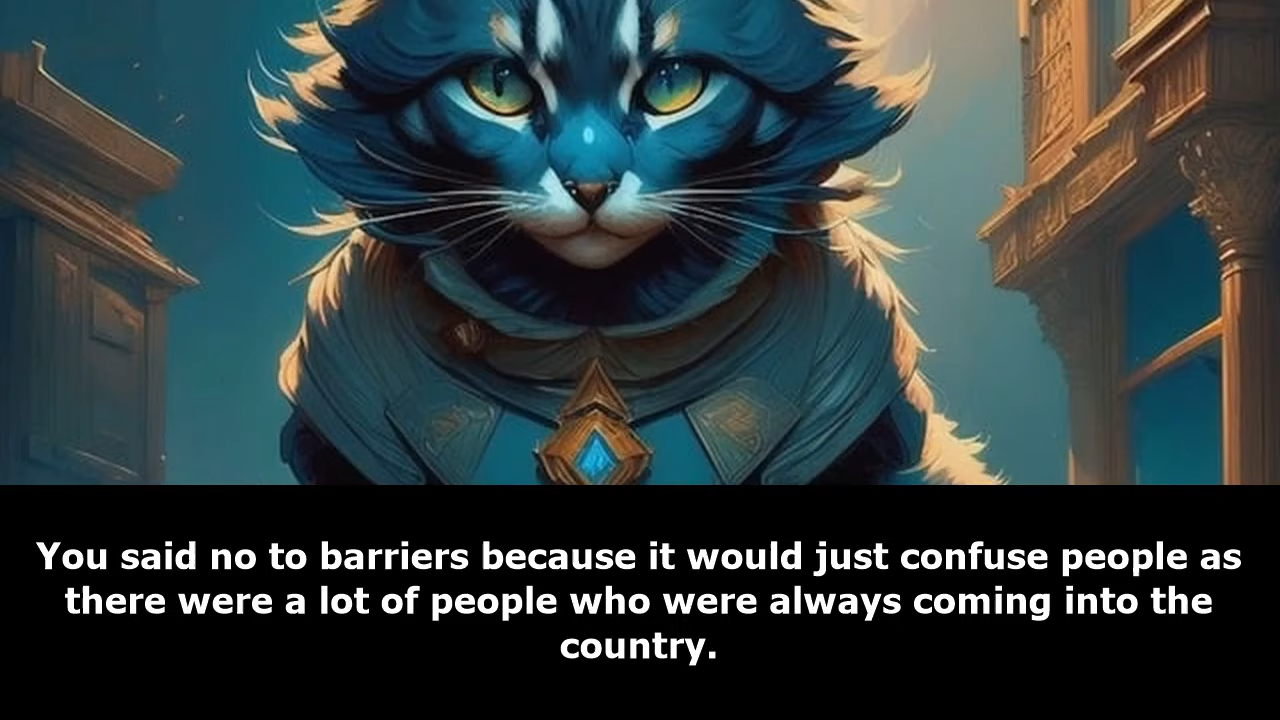 You said no to barriers because it would just confuse people as
there were a lot of people who were always coming into the
country.